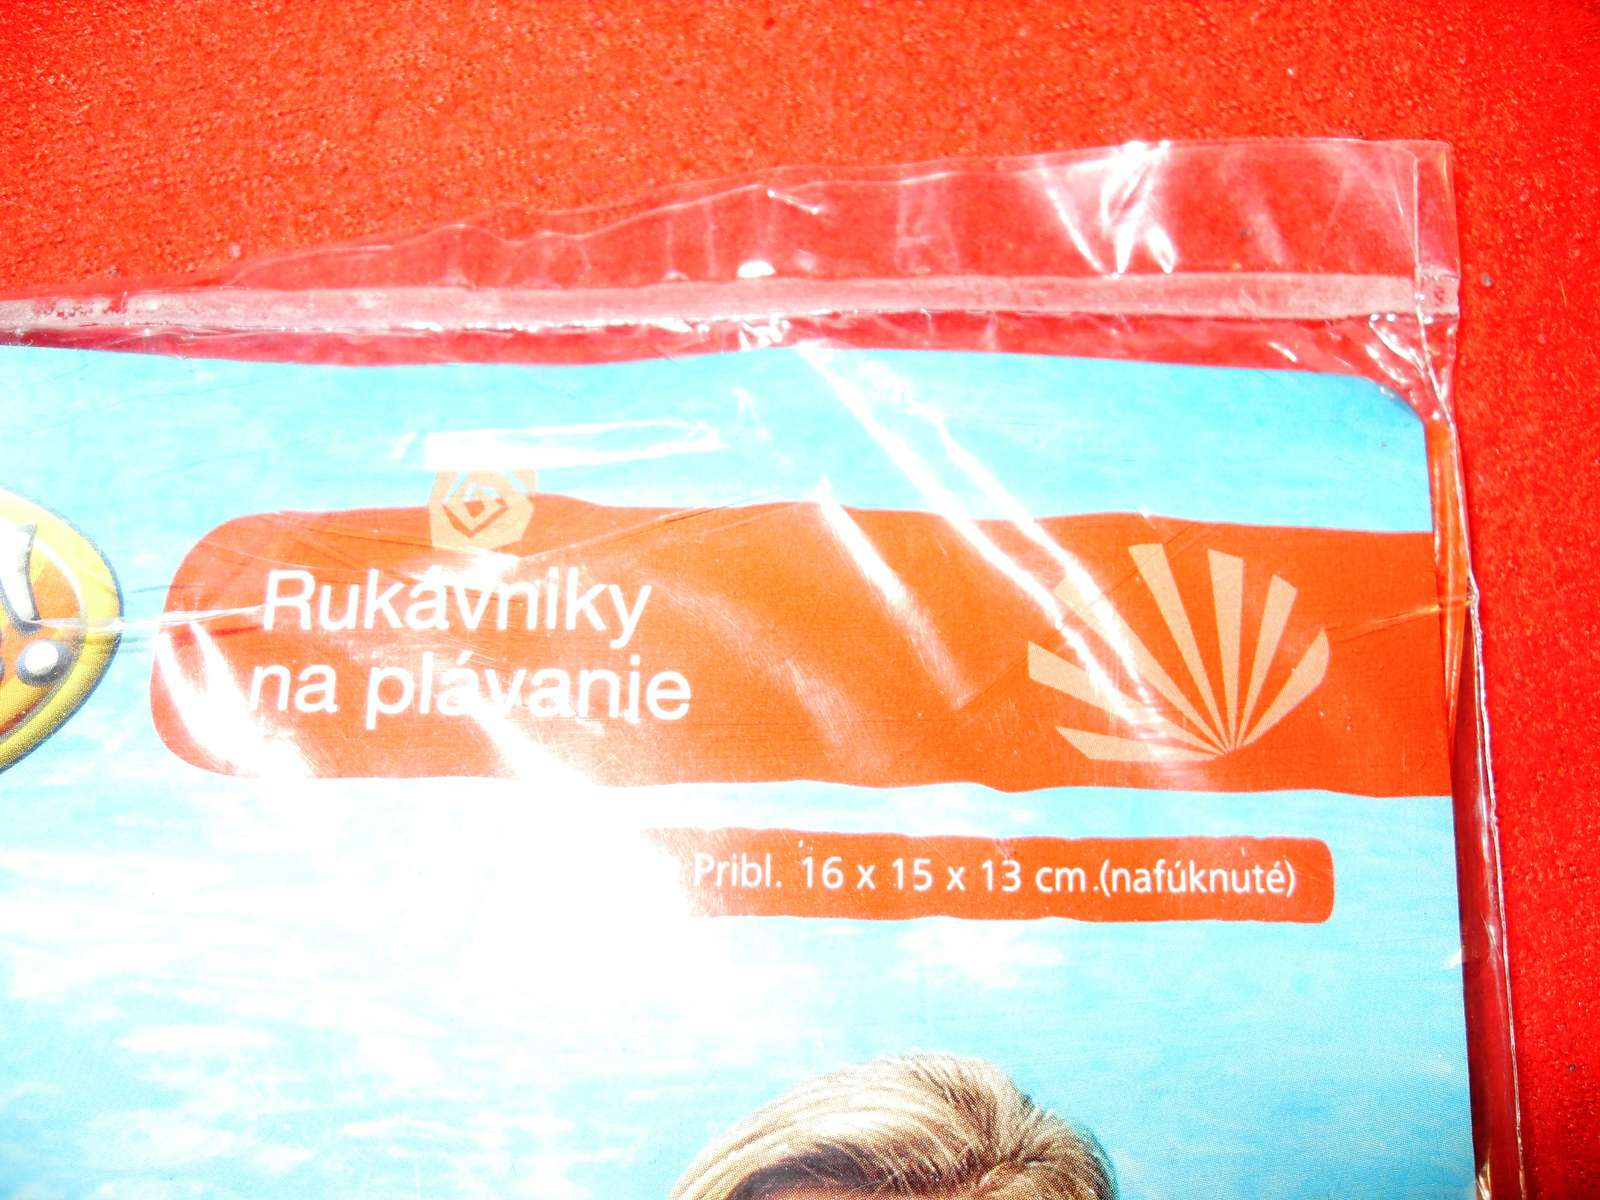 Rukávniky
na plávanie
Pribl. 16 x 15 x 13 cm.(nafúknuté)